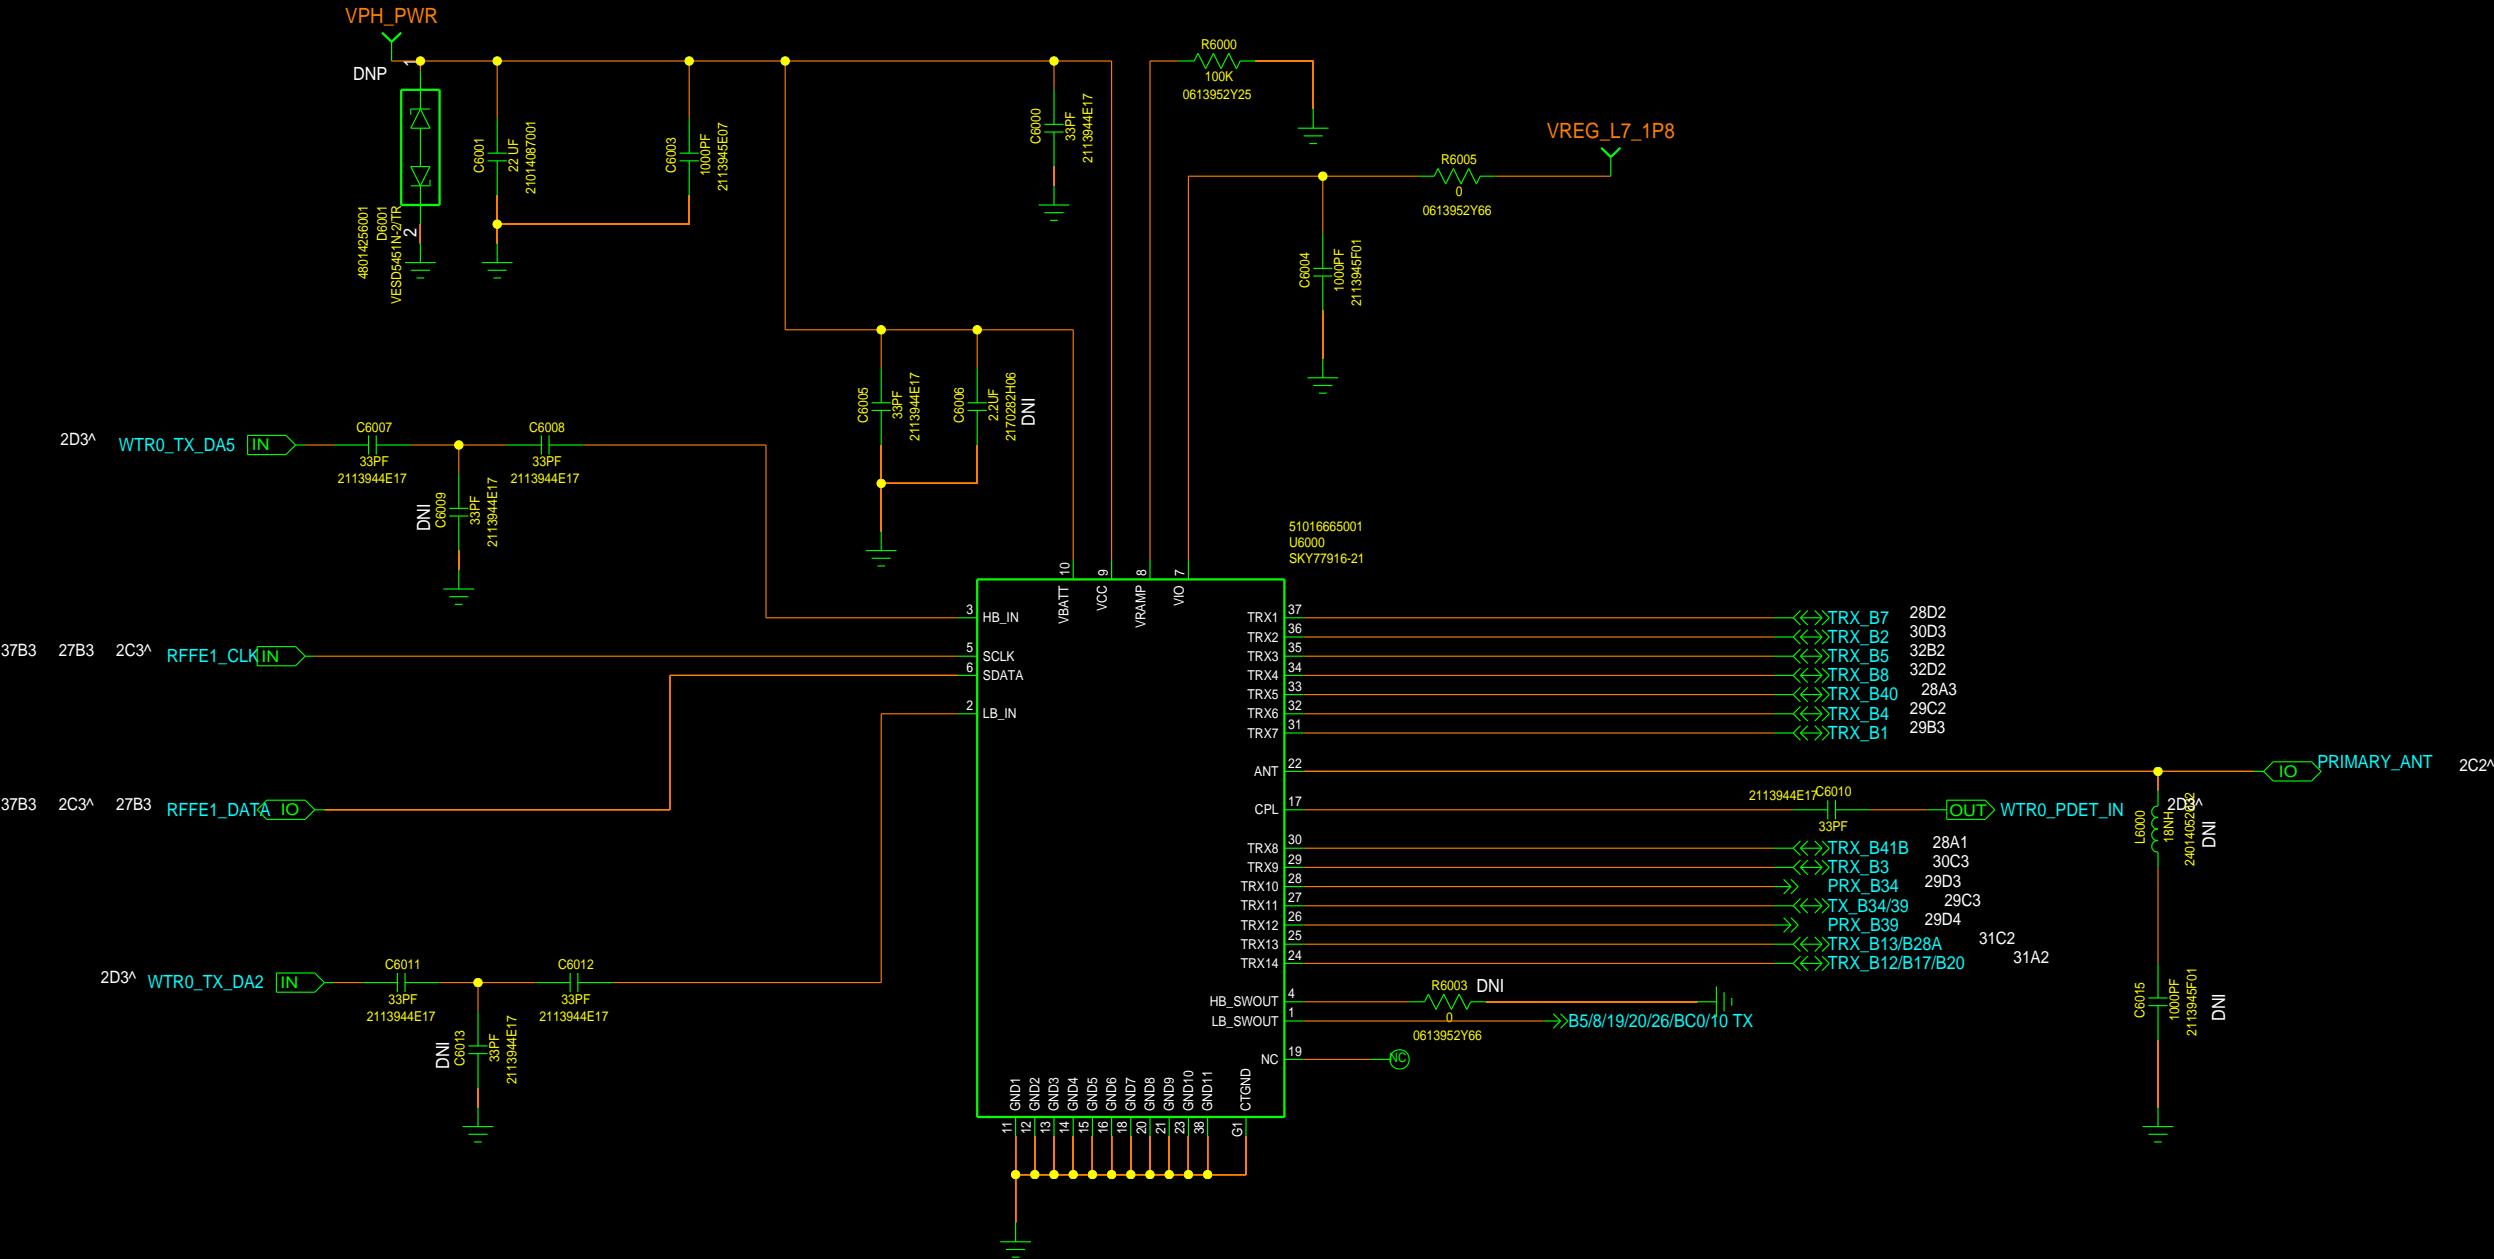 VPH_PWR
DNP
1
2
48014256001
D6001
VESD5451N-2/TR
C6001
22 UF
21014087001
C6003
1000PF
2113945E07
C6000
33PF
2113944E17
R6000
100K
0613952Y25
VREG_L7_1P8
R6005
0
0613952Y66
C6004
1000PF
2113945F01
C6005
33PF
2113944E17
C6006
2.2UF
2170282H06
DNI
2D3^ WTR0_TX_DA5 IN
C6007
33PF
2113944E17
C6008
33PF
2113944E17
DNI
C6009
33PF
2113944E17
51016665001
U6000
SKY77916-21
10 VBATT
9 VCC
8 VRAMP
7 VIO
3 HB_IN
37B3 27B3 2C3^ RFFE1_CLK IN
5 SCLK
6 SDATA
2 LB_IN
37B3 2C3^ 27B3 RFFE1_DATA IO
2D3^ WTR0_TX_DA2 IN
C6011
33PF
2113944E17
C6012
33PF
2113944E17
DNI
C6013
33PF
2113944E17
TRX1 37 TRX_B7 28D2
TRX2 36 TRX_B2 30D3
TRX3 35 TRX_B5 32B2
TRX4 34 TRX_B8 32D2
TRX5 33 TRX_B40 28A3
TRX6 32 TRX_B4 29C2
TRX7 31 TRX_B1 29B3
ANT 22 IO PRIMARY_ANT 2C2^
CPL 17
2113944E17
C6010
33PF
OUT WTR0_PDET_IN 2D3^
L6000
18NH
DNI
TRX8 30 TRX_B41B 28A1
TRX9 29 TRX_B3 30C3
TRX10 28 PRX_B34 29D3
TRX11 27 TX_B34/39 29C3
TRX12 26 PRX_B39 29D4
TRX13 25 TRX_B13/B28A 31C2
TRX14 24 TRX_B12/B17/B20 31A2
HB_SWOUT 4
R6003 DNI
0
0613952Y66
LB_SWOUT 1 B5/8/19/20/26/BC0/10 TX
NC 19 NC
C6015
1000PF
2113945F01
DNI
GND1 GND2 GND3 GND4 GND5 GND6 GND7 GND8 GND9 GND10 GND11 CTGND
11 12 13 14 15 16 18 20 21 23 38 G1